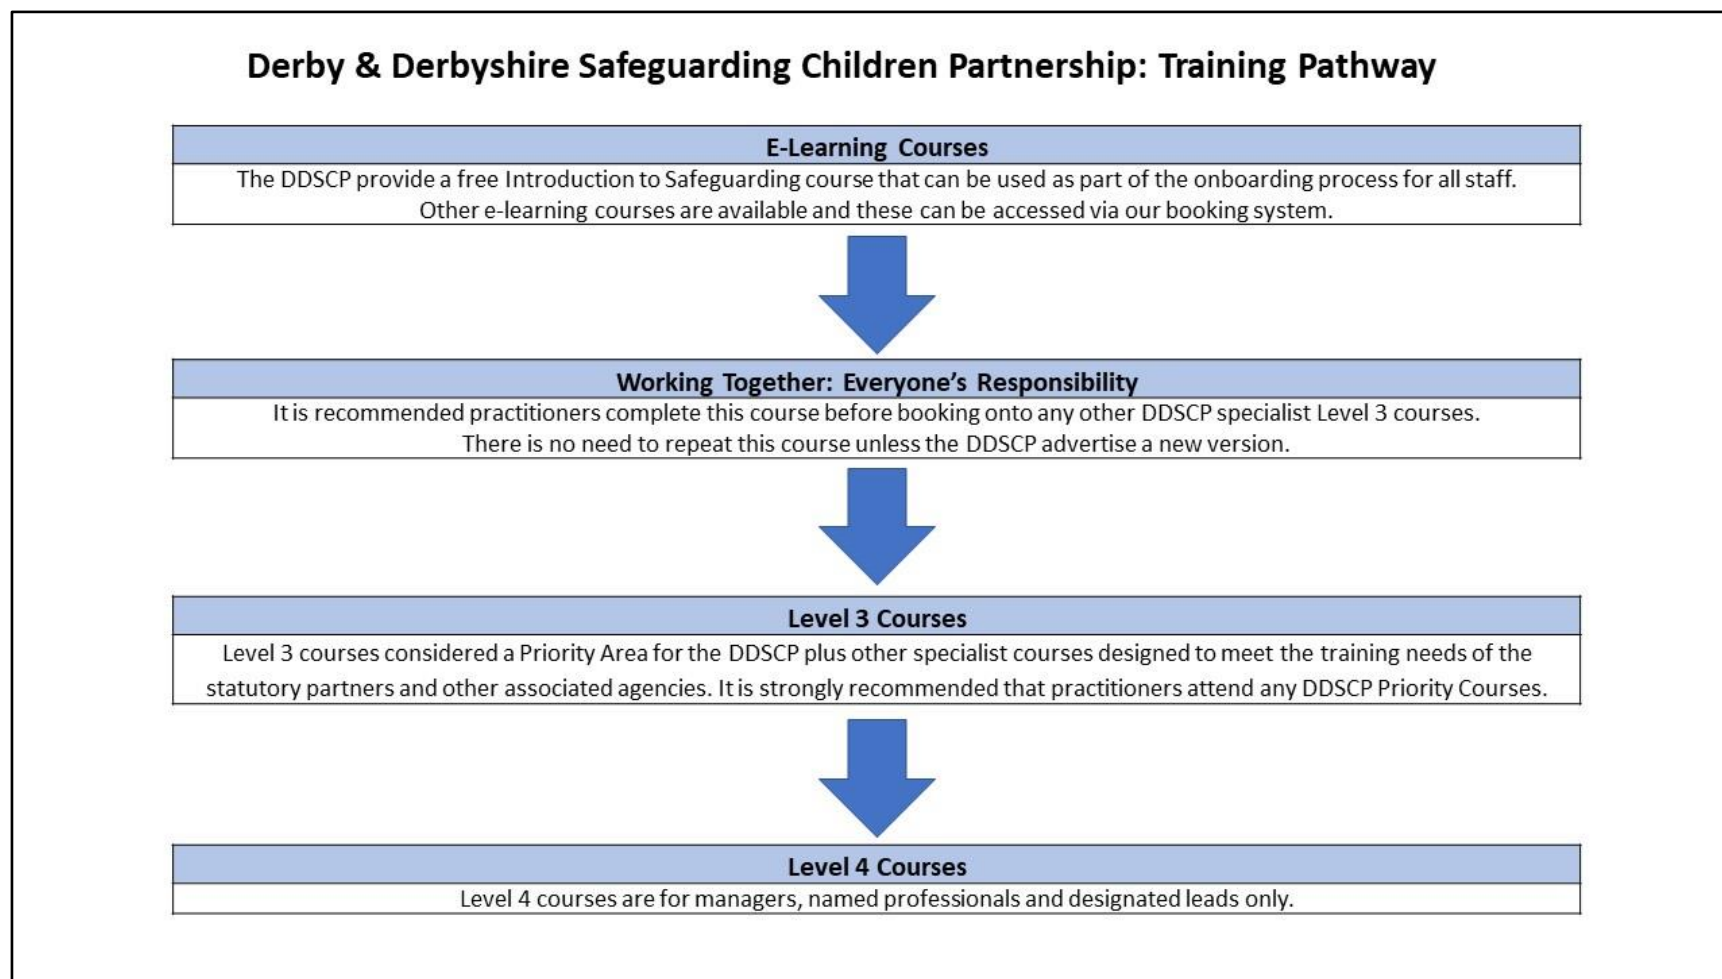 Derby & Derbyshire Safeguarding Children Partnership: Training Pathway
E-Learning Courses
The DDSCP provide a free Introduction to Safeguarding course that can be used as part of the onboarding process for all staff.
Other e-learning courses are available and these can be accessed via our booking system.
Working Together: Everyone’s Responsibility
It is recommended practitioners complete this course before booking onto any other DDSCP specialist Level 3 courses.
There is no need to repeat this course unless the DDSCP advertise a new version.
Level 3 Courses
Level 3 courses considered a Priority Area for the DDSCP plus other specialist courses designed to meet the training needs of the
statutory partners and other associated agencies. It is strongly recommended that practitioners attend any DDSCP Priority Courses.
Level 4 Courses
Level 4 courses are for managers, named professionals and designated leads only.